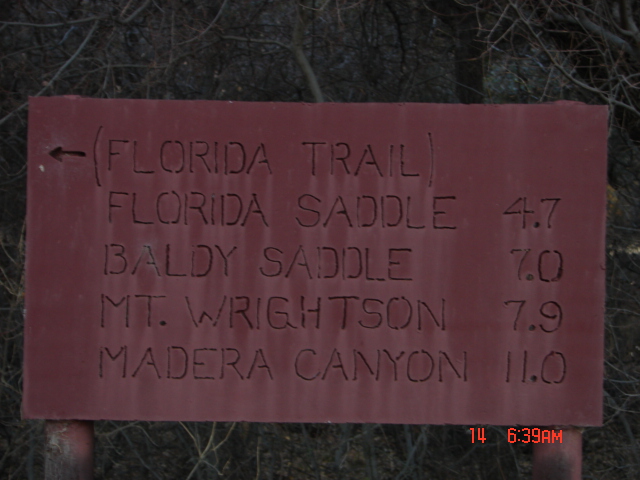 ← (FLORIDA TRAIL)
FLORIDA SADDLE 4.7
BALDY SADDLE 7.0
MT. WRIGHTSON 7.9
MADERA CANYON 11.0
14 6:39AM